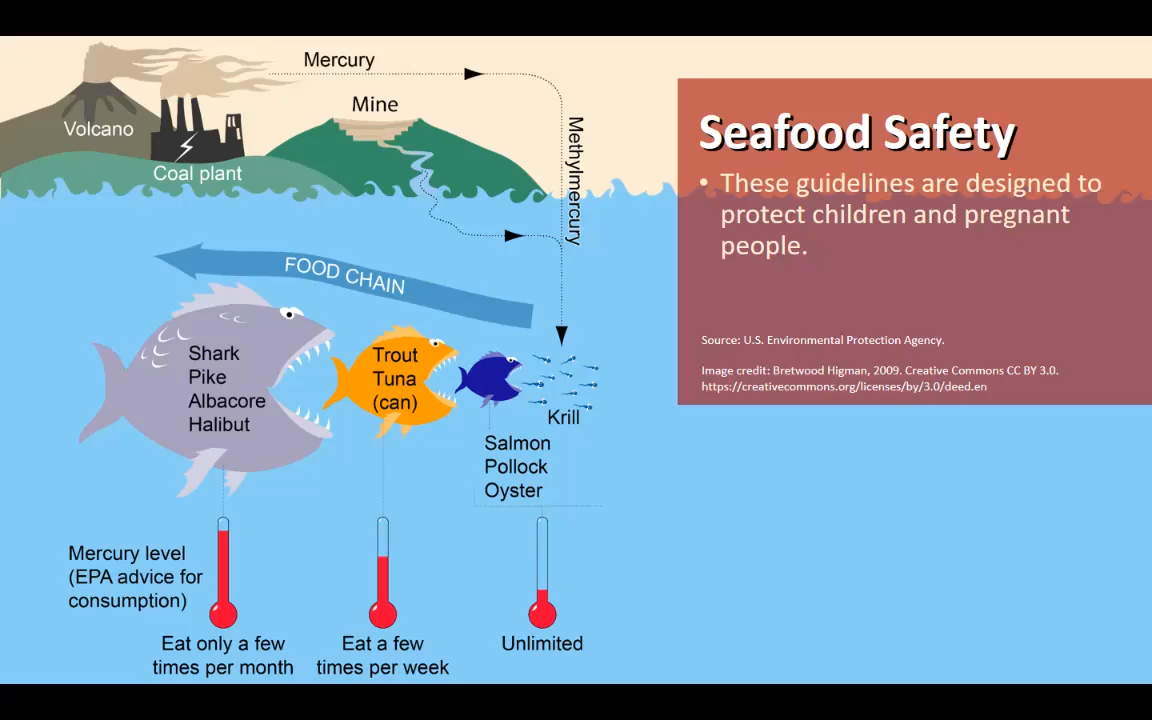 Mercury
Mine
Volcano
Coal plant
Methylmercury
FOOD CHAIN
Shark
Pike
Albacore
Halibut
Trout
Tuna
(can)
Krill
Salmon
Pollock
Oyster
Mercury level
(EPA advice for
consumption)
Eat only a few
times per month
Eat a few
times per week
Unlimited
Seafood Safety
• These guidelines are designed to
protect children and pregnant
people.
Source: U.S. Environmental Protection Agency.
Image credit: Bretwood Higman, 2009. Creative Commons CC BY 3.0.
https://creativecommons.org/licenses/by/3.0/deed.en